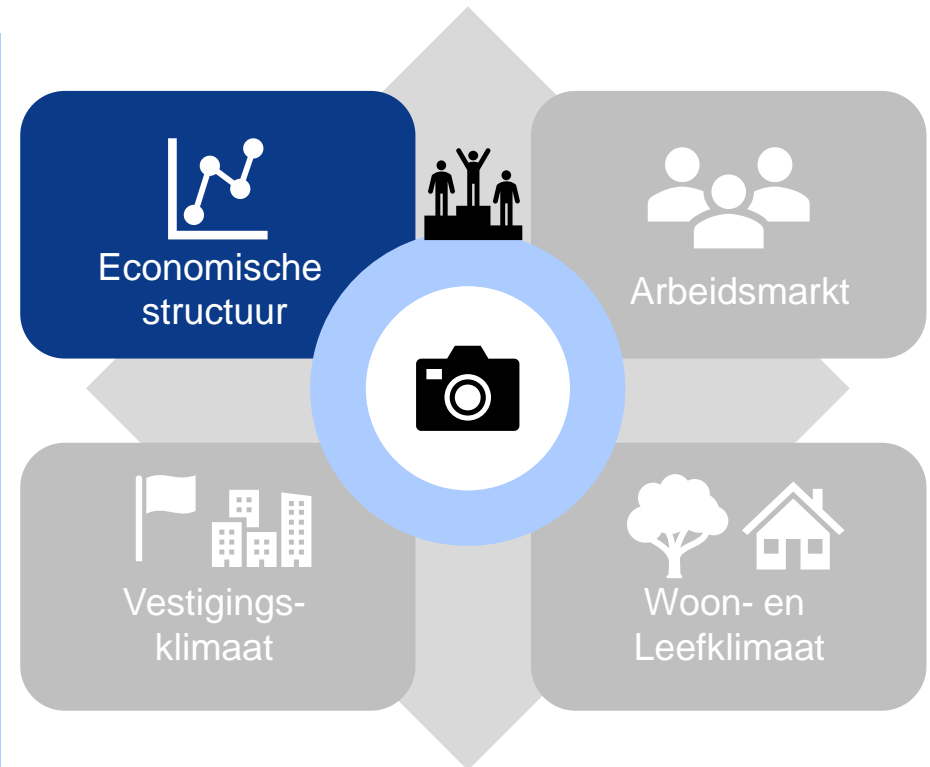 Economische
structuur
Arbeidsmarkt
Vestigings-
klimaat
Woon- en
Leefklimaat